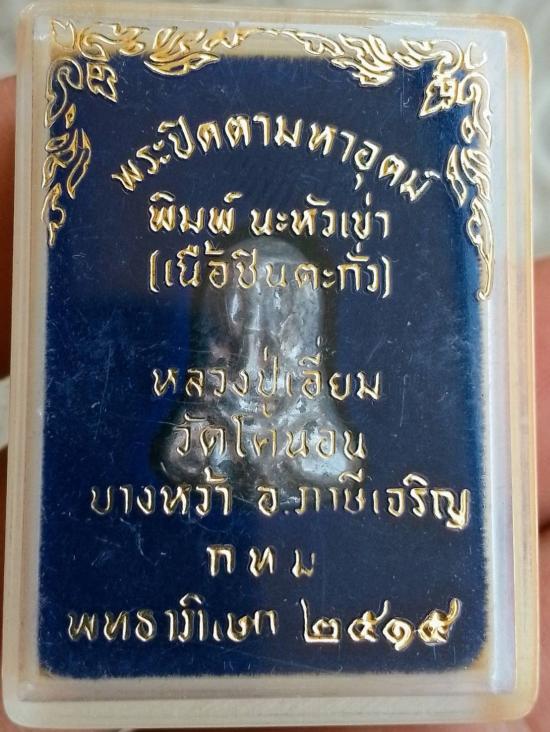 พระปิดตามหาอุตม์
พิมพ์ นะหัวเข่า
(เนื้อชินตะกั่ว)
หลวงปู่เอี่ยม
วัดโคนอน
บางหว้า อ.ภาษีเจริญ
กทม
พุทธาภิเษก ๒๕๑๕